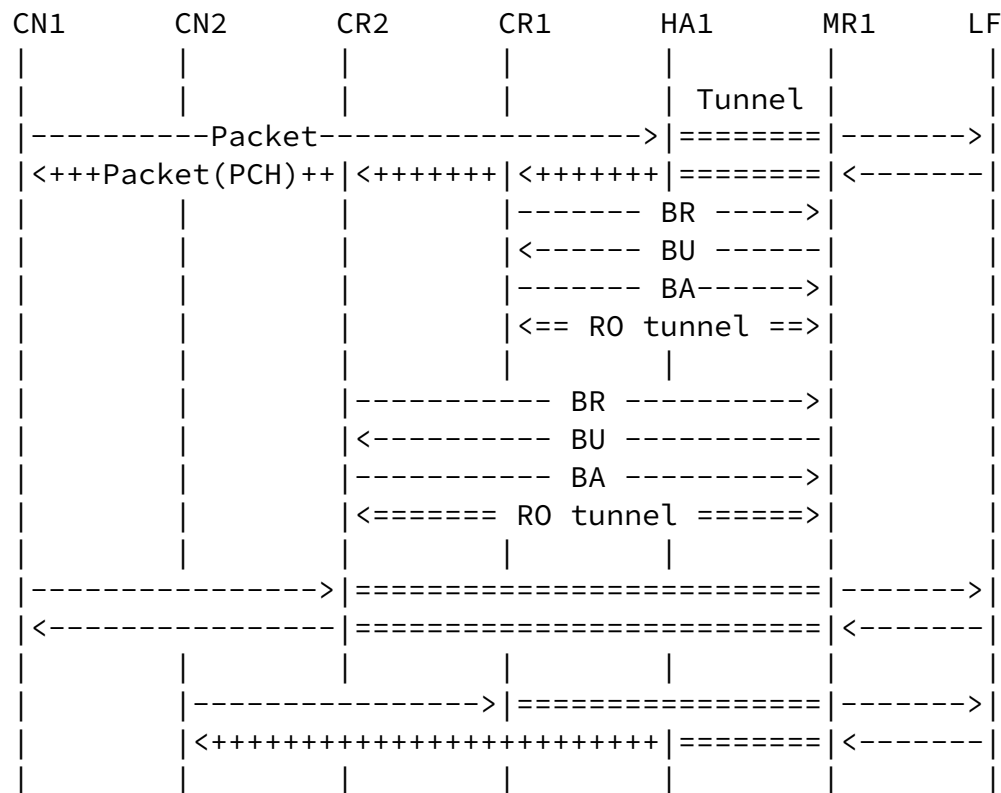 CN1 CN2 CR2 CR1 HA1 MR1 LF
Tunnel
Packet
Packet(PCH)
BR
BU
BA
RO tunnel
BR
BU
BA
RO tunnel